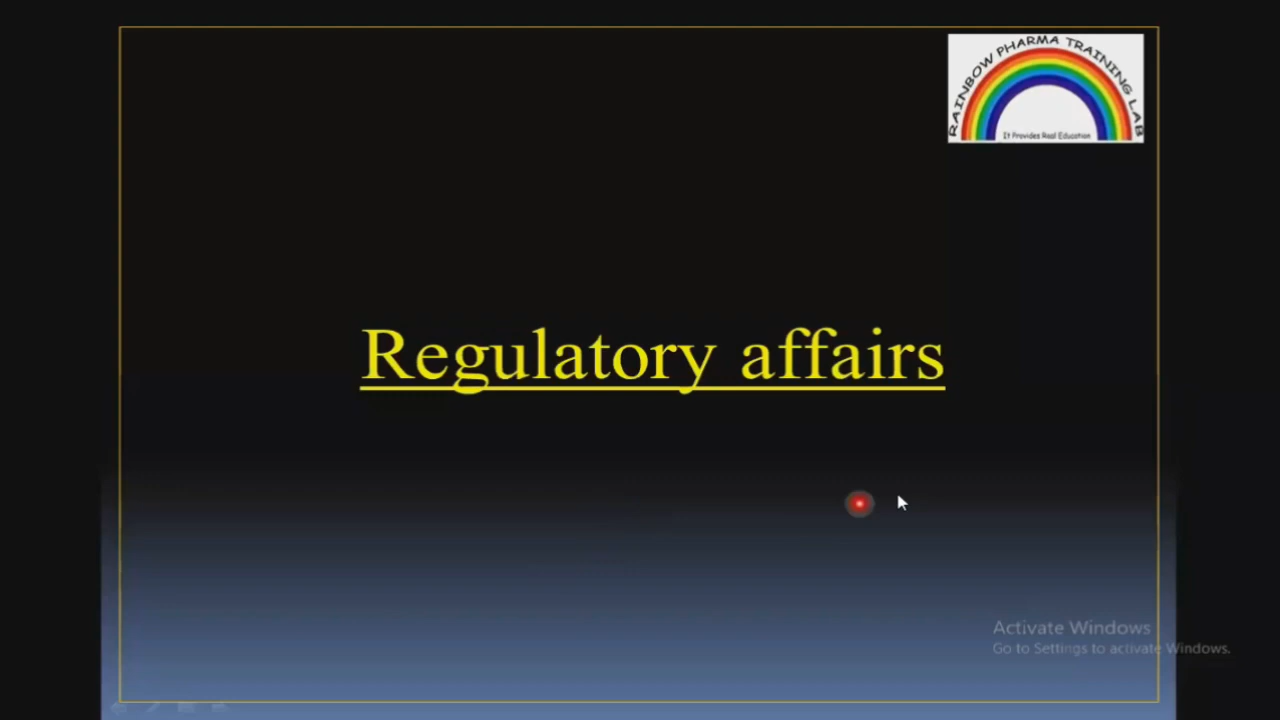 RAINBOW PHARMA TRAINING LAB
It Provides Real Education
Regulatory affairs
Activate Windows
Go to Settings to activate Windows.